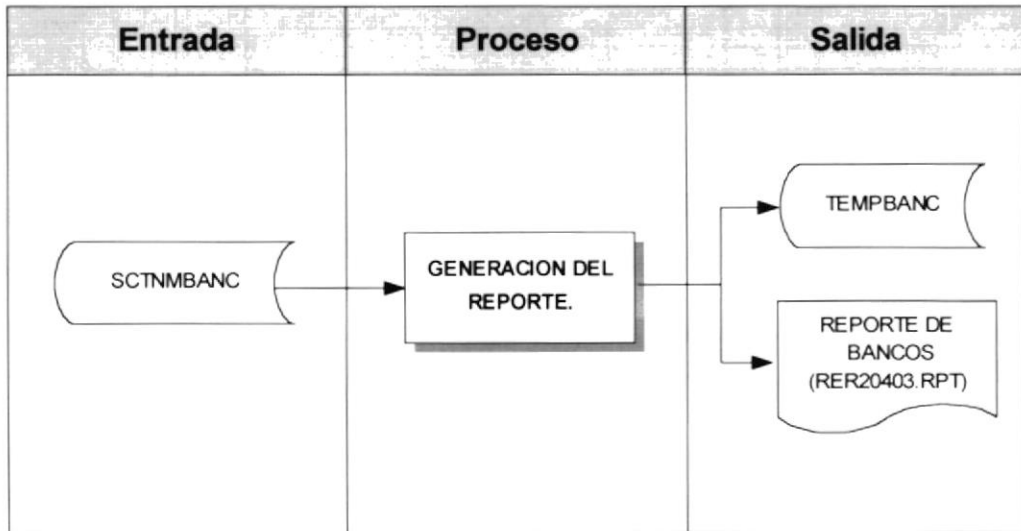 Entrada
Proceso
Salida
SCTNMBANC
GENERACION DEL
REPORTE.
TEMPBANC
REPORTE DE
BANCOS
(RER20403.RPT)